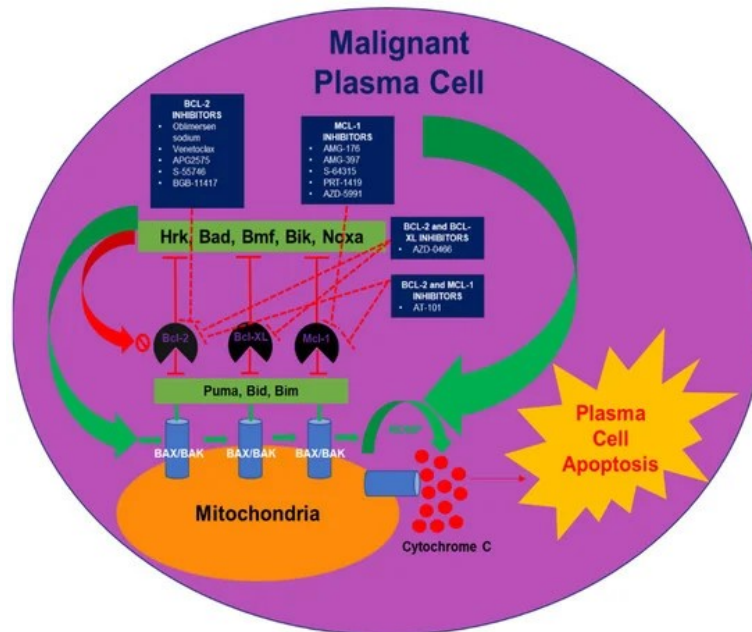 Malignant
Plasma Cell
BCL-2
INHIBITORS
• Oblimersen
sodium
• Venetoclax
• APG2575
• S-55746
• BGB-11417
MCL-1
INHIBITORS
• AMG-176
• AMG-397
• S-64315
• PRT-1419
• AZD-5991
Hrk, Bad, Bmf, Bik, Noxa
BCL-2 and BCL-
XL INHIBITORS
• AZD-0466
BCL-2 and MCL-1
INHIBITORS
• AT-101
Bcl-2
Bcl-XL
Mcl-1
Puma, Bid, Bim
BAX/BAK
BAX/BAK
BAX/BAK
Mitochondria
Cytochrome C
Plasma
Cell
Apoptosis